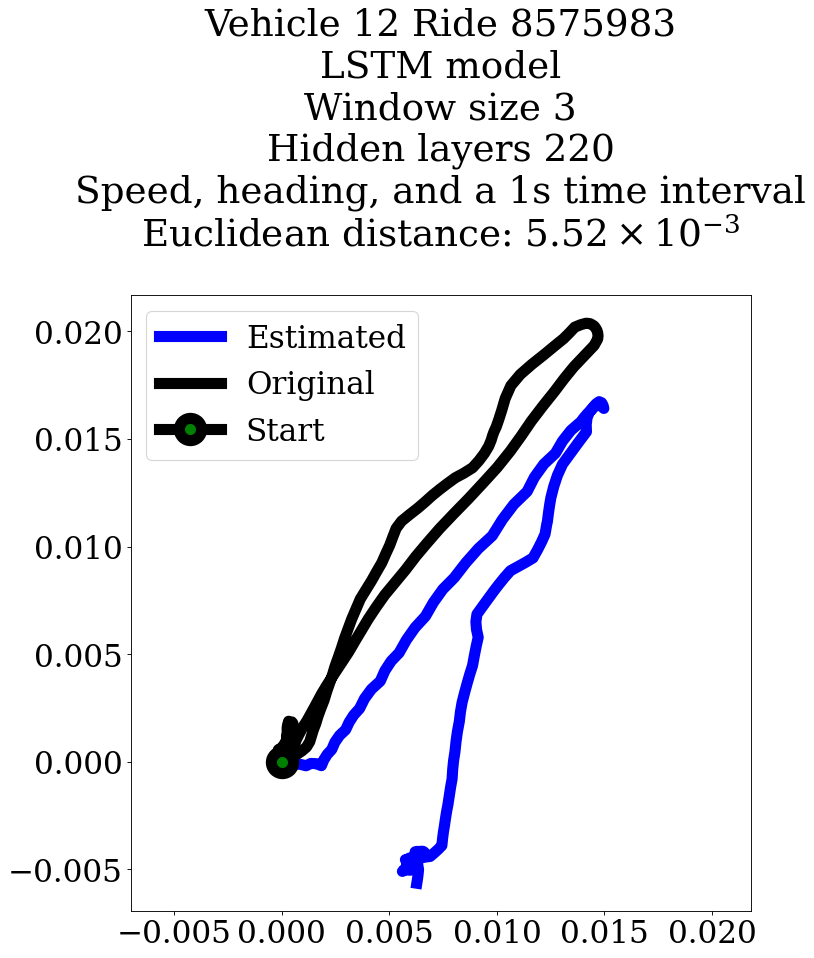 Vehicle 12 Ride 8575983
LSTM model
Window size 3
Hidden layers 220
Speed, heading, and a 1s time interval
Euclidean distance: 5.52 × 10⁻³
Estimated
Original
Start
0.020
0.015
0.010
0.005
0.000
−0.005
−0.005 0.000 0.005 0.010 0.015 0.020